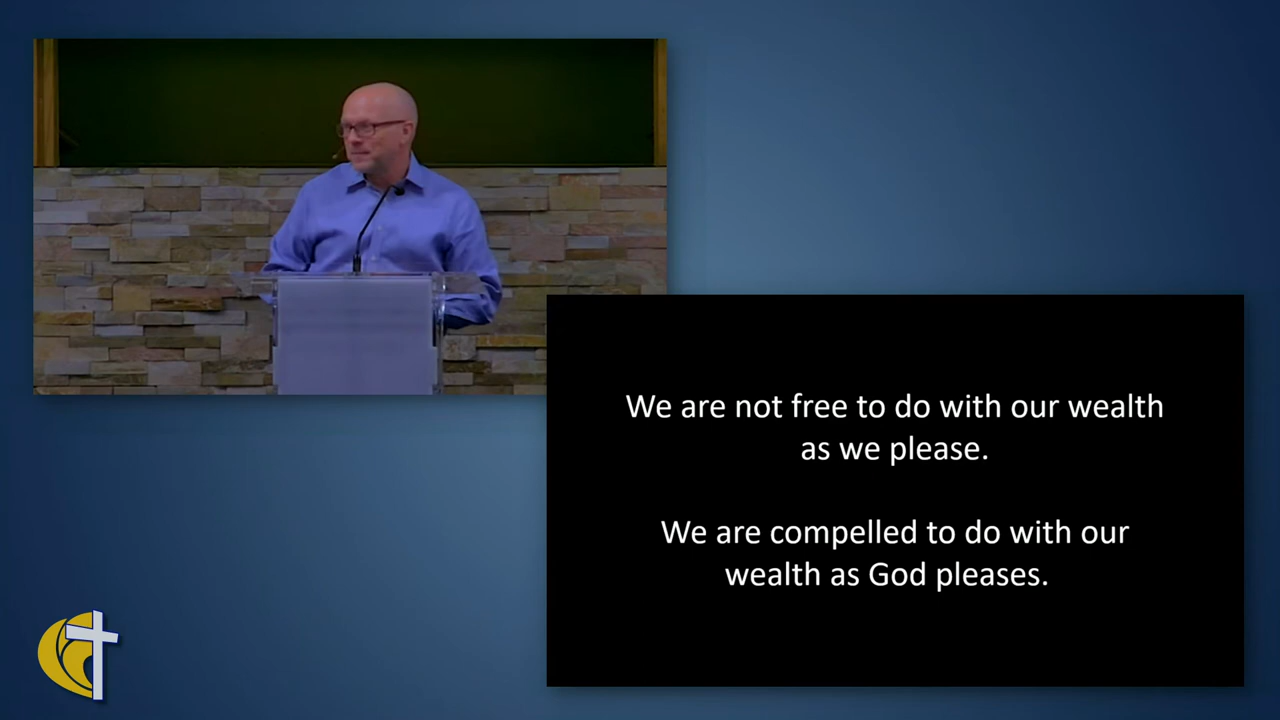 We are not free to do with our wealth
as we please.
We are compelled to do with our
wealth as God pleases.